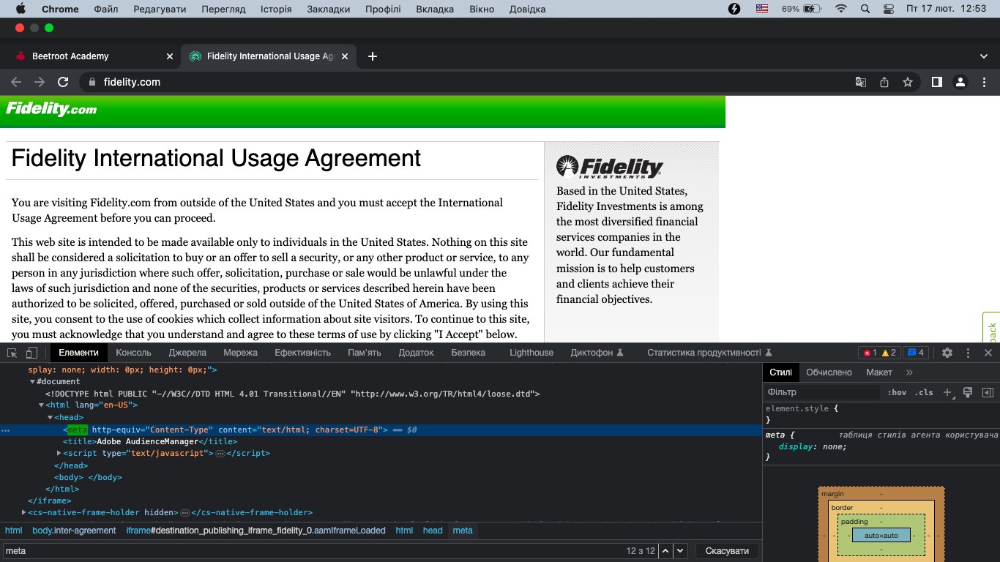 Chrome Файл Редагувати Перегляд Історія Закладки Профілі Вкладка Вікно Довідка 69% Пт 17 лют. 12:53
Beetroot Academy Fidelity International Usage Ag
fidelity.com
Fidelity.com
Fidelity International Usage Agreement
You are visiting Fidelity.com from outside of the United States and you must accept the International
Usage Agreement before you can proceed.
This web site is intended to be made available only to individuals in the United States. Nothing on this site
shall be considered a solicitation to buy or an offer to sell a security, or any other product or service, to any
person in any jurisdiction where such offer, solicitation, purchase or sale would be unlawful under the
laws of such jurisdiction and none of the securities, products or services described herein have been
authorized to be solicited, offered, purchased or sold outside of the United States of America. By using this
site, you consent to the use of cookies which collect information about site visitors. To continue to this site,
you must acknowledge that you understand and agree to these terms of use by clicking "I Accept" below.
Fidelity
INVESTMENTS
Based in the United States,
Fidelity Investments is among
the most diversified financial
services companies in the
world. Our fundamental
mission is to help customers
and clients achieve their
financial objectives.
back
Елементи Консоль Джерела Мережа Ефективність Пам'ять Додаток Безпека Lighthouse Диктофон Статистика продуктивності 1 2 4
splay: none; width: 0px; height: 0px;">
#document
<!DOCTYPE html PUBLIC "-//W3C//DTD HTML 4.01 Transitional//EN" "http://www.w3.org/TR/html4/loose.dtd">
<html lang="en-US">
<head>
<meta http-equiv="Content-Type" content="text/html; charset=UTF-8"> == $0
<title>Adobe AudienceManager</title>
<script type="text/javascript">…</script>
</head>
<body> </body>
</html>
</iframe>
<cs-native-frame-holder hidden>…</cs-native-frame-holder>
html body.inter-agreement iframe#destination_publishing_iframe_fidelity_0.aamIframeLoaded html head meta
meta 12 з 12 Скасувати
Стилі Обчислено Макет »
Фільтр :hov .cls +
element.style {
}
meta { таблиця стилів агента користувача
display: none;
}
margin -
border -
padding -
- - - auto×auto - - -
-